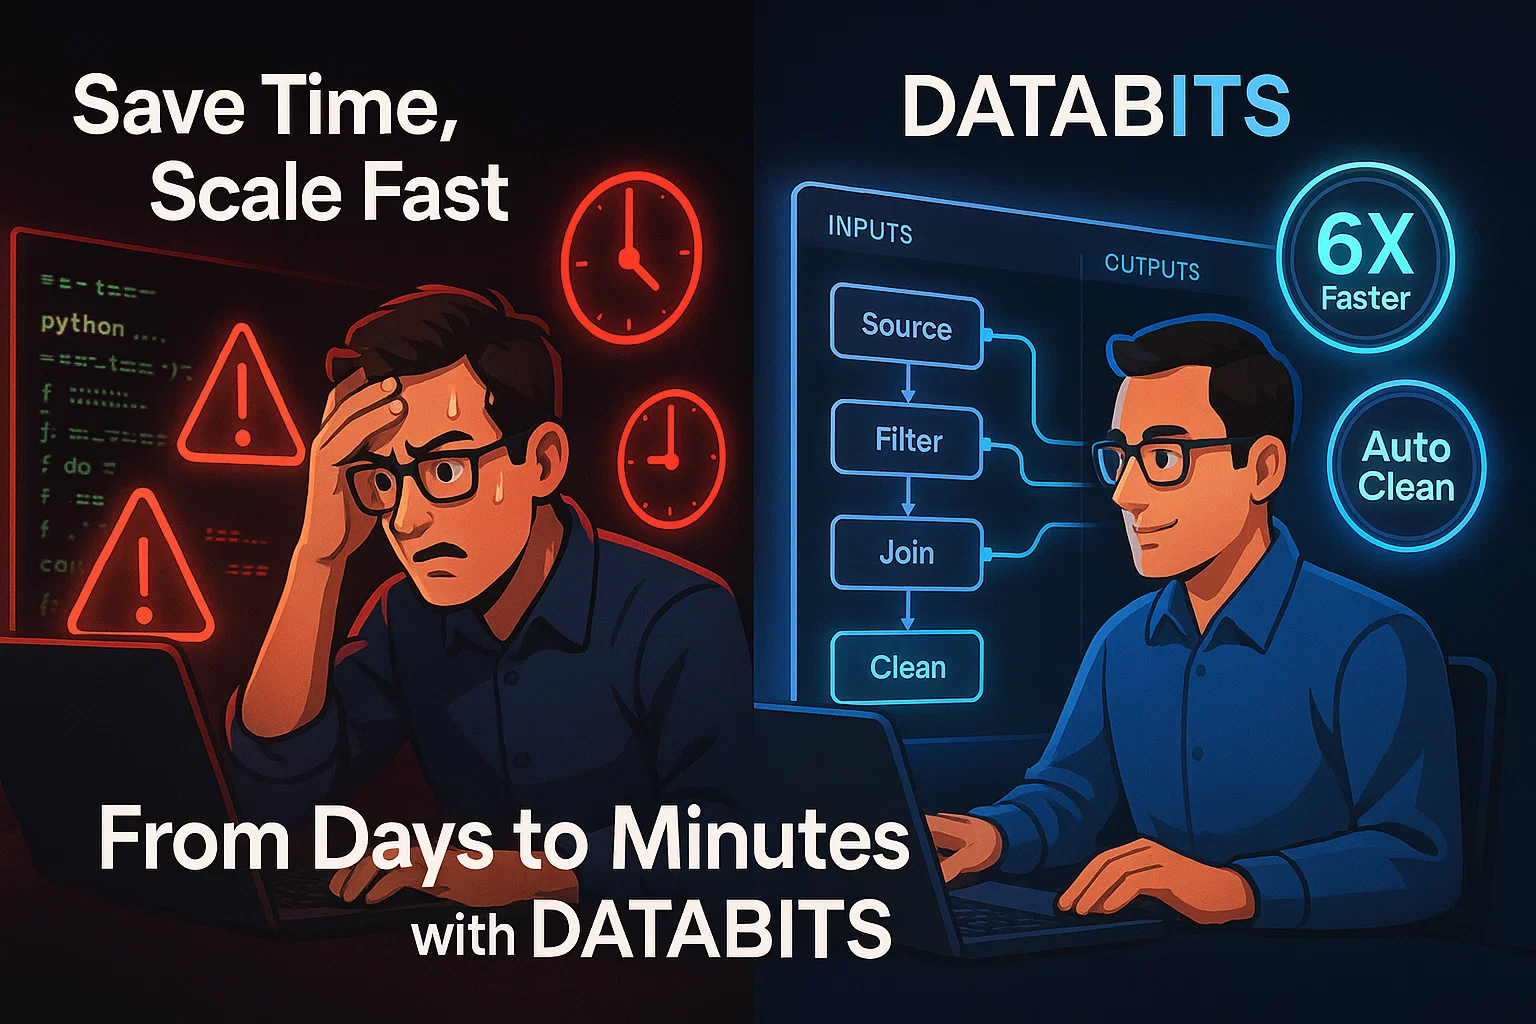 Save Time,
Scale Fast
python
f
f do
f
f
DATABITS
INPUTS
CUTPUTS
6X
Faster
Source
Filter
Join
Clean
Auto
Clean
From Days to Minutes
with DATABITS